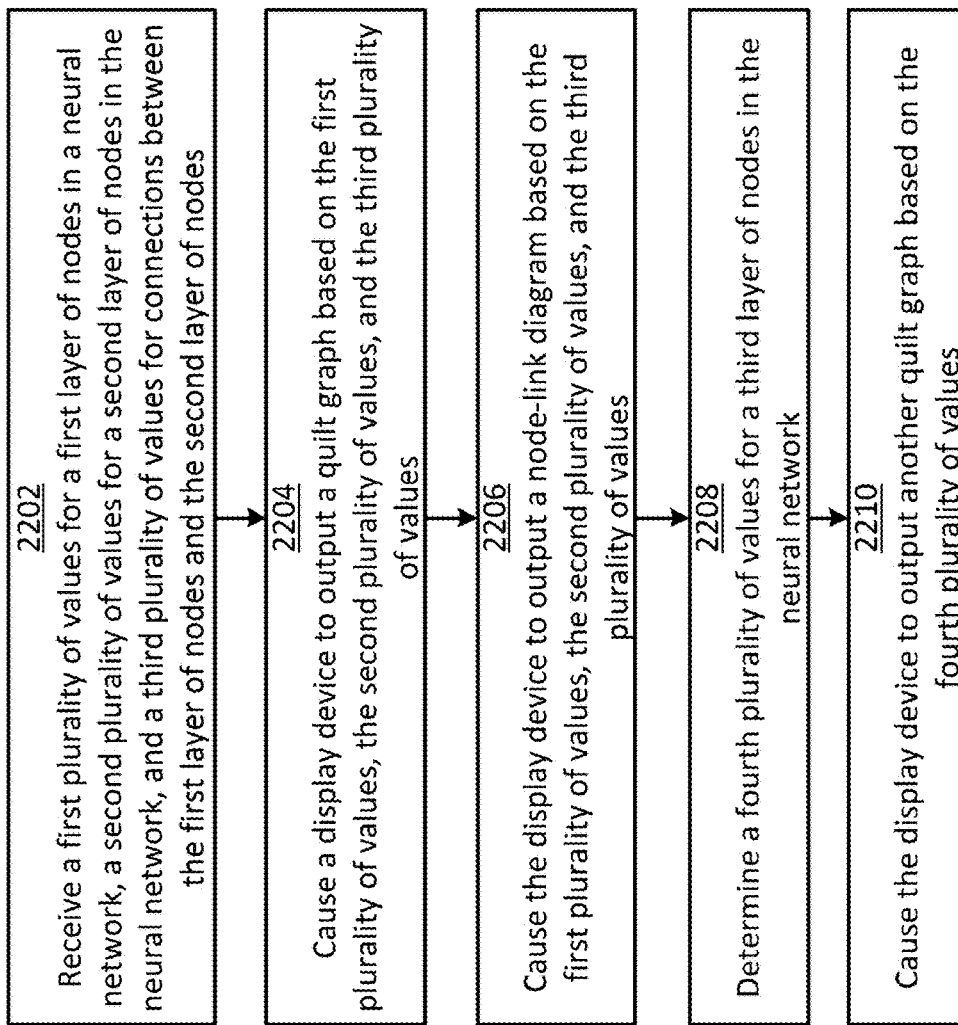 2202
Receive a first plurality of values for a first layer of nodes in a neural
network, a second plurality of values for a second layer of nodes in the
neural network, and a third plurality of values for connections between
the first layer of nodes and the second layer of nodes
2204
Cause a display device to output a quilt graph based on the first
plurality of values, the second plurality of values, and the third plurality
of values
2206
Cause the display device to output a node-link diagram based on the
first plurality of values, the second plurality of values, and the third
plurality of values
2208
Determine a fourth plurality of values for a third layer of nodes in the
neural network
2210
Cause the display device to output another quilt graph based on the
fourth plurality of values